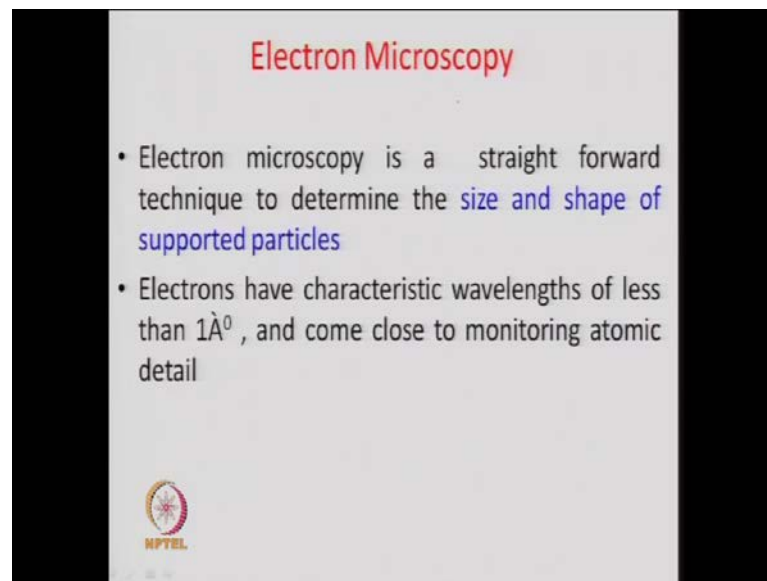 Electron Microscopy
• Electron microscopy is a straight forward
technique to determine the size and shape of
supported particles
• Electrons have characteristic wavelengths of less
than 1À⁰ , and come close to monitoring atomic
detail
NPTEL